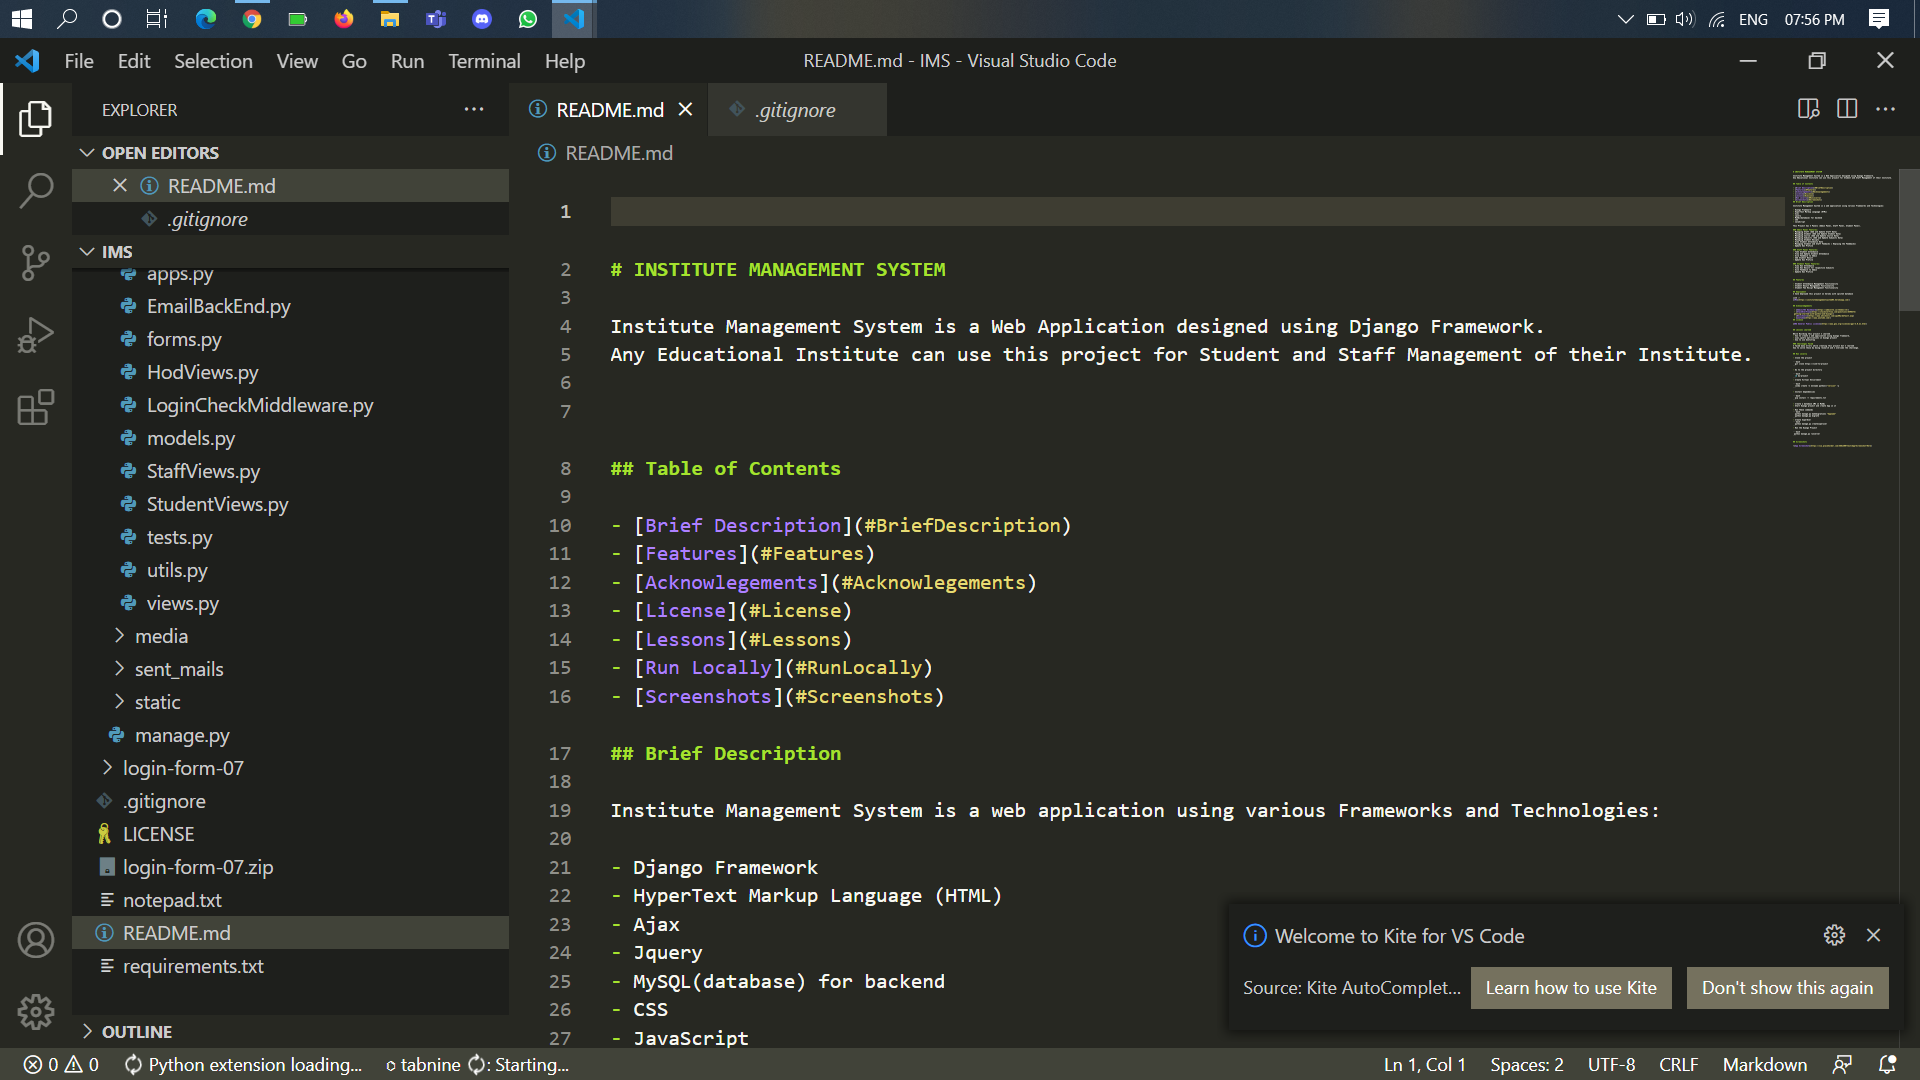 ENG
07:56 PM
File Edit Selection View Go Run Terminal Help
README.md - IMS - Visual Studio Code
EXPLORER
README.md
.gitignore
OPEN EDITORS
README.md
README.md
.gitignore
IMS
apps.py
EmailBackEnd.py
forms.py
HodViews.py
LoginCheckMiddleware.py
models.py
StaffViews.py
StudentViews.py
tests.py
utils.py
views.py
media
sent_mails
static
manage.py
login-form-07
.gitignore
LICENSE
login-form-07.zip
notepad.txt
README.md
requirements.txt
OUTLINE
1
2 # INSTITUTE MANAGEMENT SYSTEM
3
4 Institute Management System is a Web Application designed using Django Framework.
5 Any Educational Institute can use this project for Student and Staff Management of their Institute.
6
7
8 ## Table of Contents
9
10 - [Brief Description](#BriefDescription)
11 - [Features](#Features)
12 - [Acknowlegements](#Acknowlegements)
13 - [License](#License)
14 - [Lessons](#Lessons)
15 - [Run Locally](#RunLocally)
16 - [Screenshots](#Screenshots)
17 ## Brief Description
18
19 Institute Management System is a web application using various Frameworks and Technologies:
20
21 - Django Framework
22 - HyperText Markup Language (HTML)
23 - Ajax
24 - Jquery
25 - MySQL(database) for backend
26 - CSS
27 - JavaScript
Welcome to Kite for VS Code
Source: Kite AutoComplet...
Learn how to use Kite
Don't show this again
0 0 Python extension loading... tabnine : Starting...
Ln 1, Col 1 Spaces: 2 UTF-8 CRLF Markdown